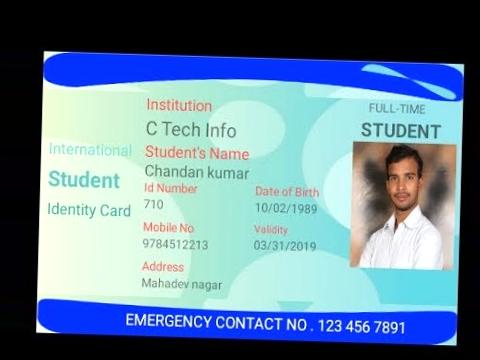 Institution
C Tech Info
International
Student
Identity Card
Student's Name
Chandan kumar
Id Number
710
Date of Birth
10/02/1989
Mobile No
9784512213
Validity
03/31/2019
Address
Mahadev nagar
FULL-TIME
STUDENT
EMERGENCY CONTACT NO . 123 456 7891